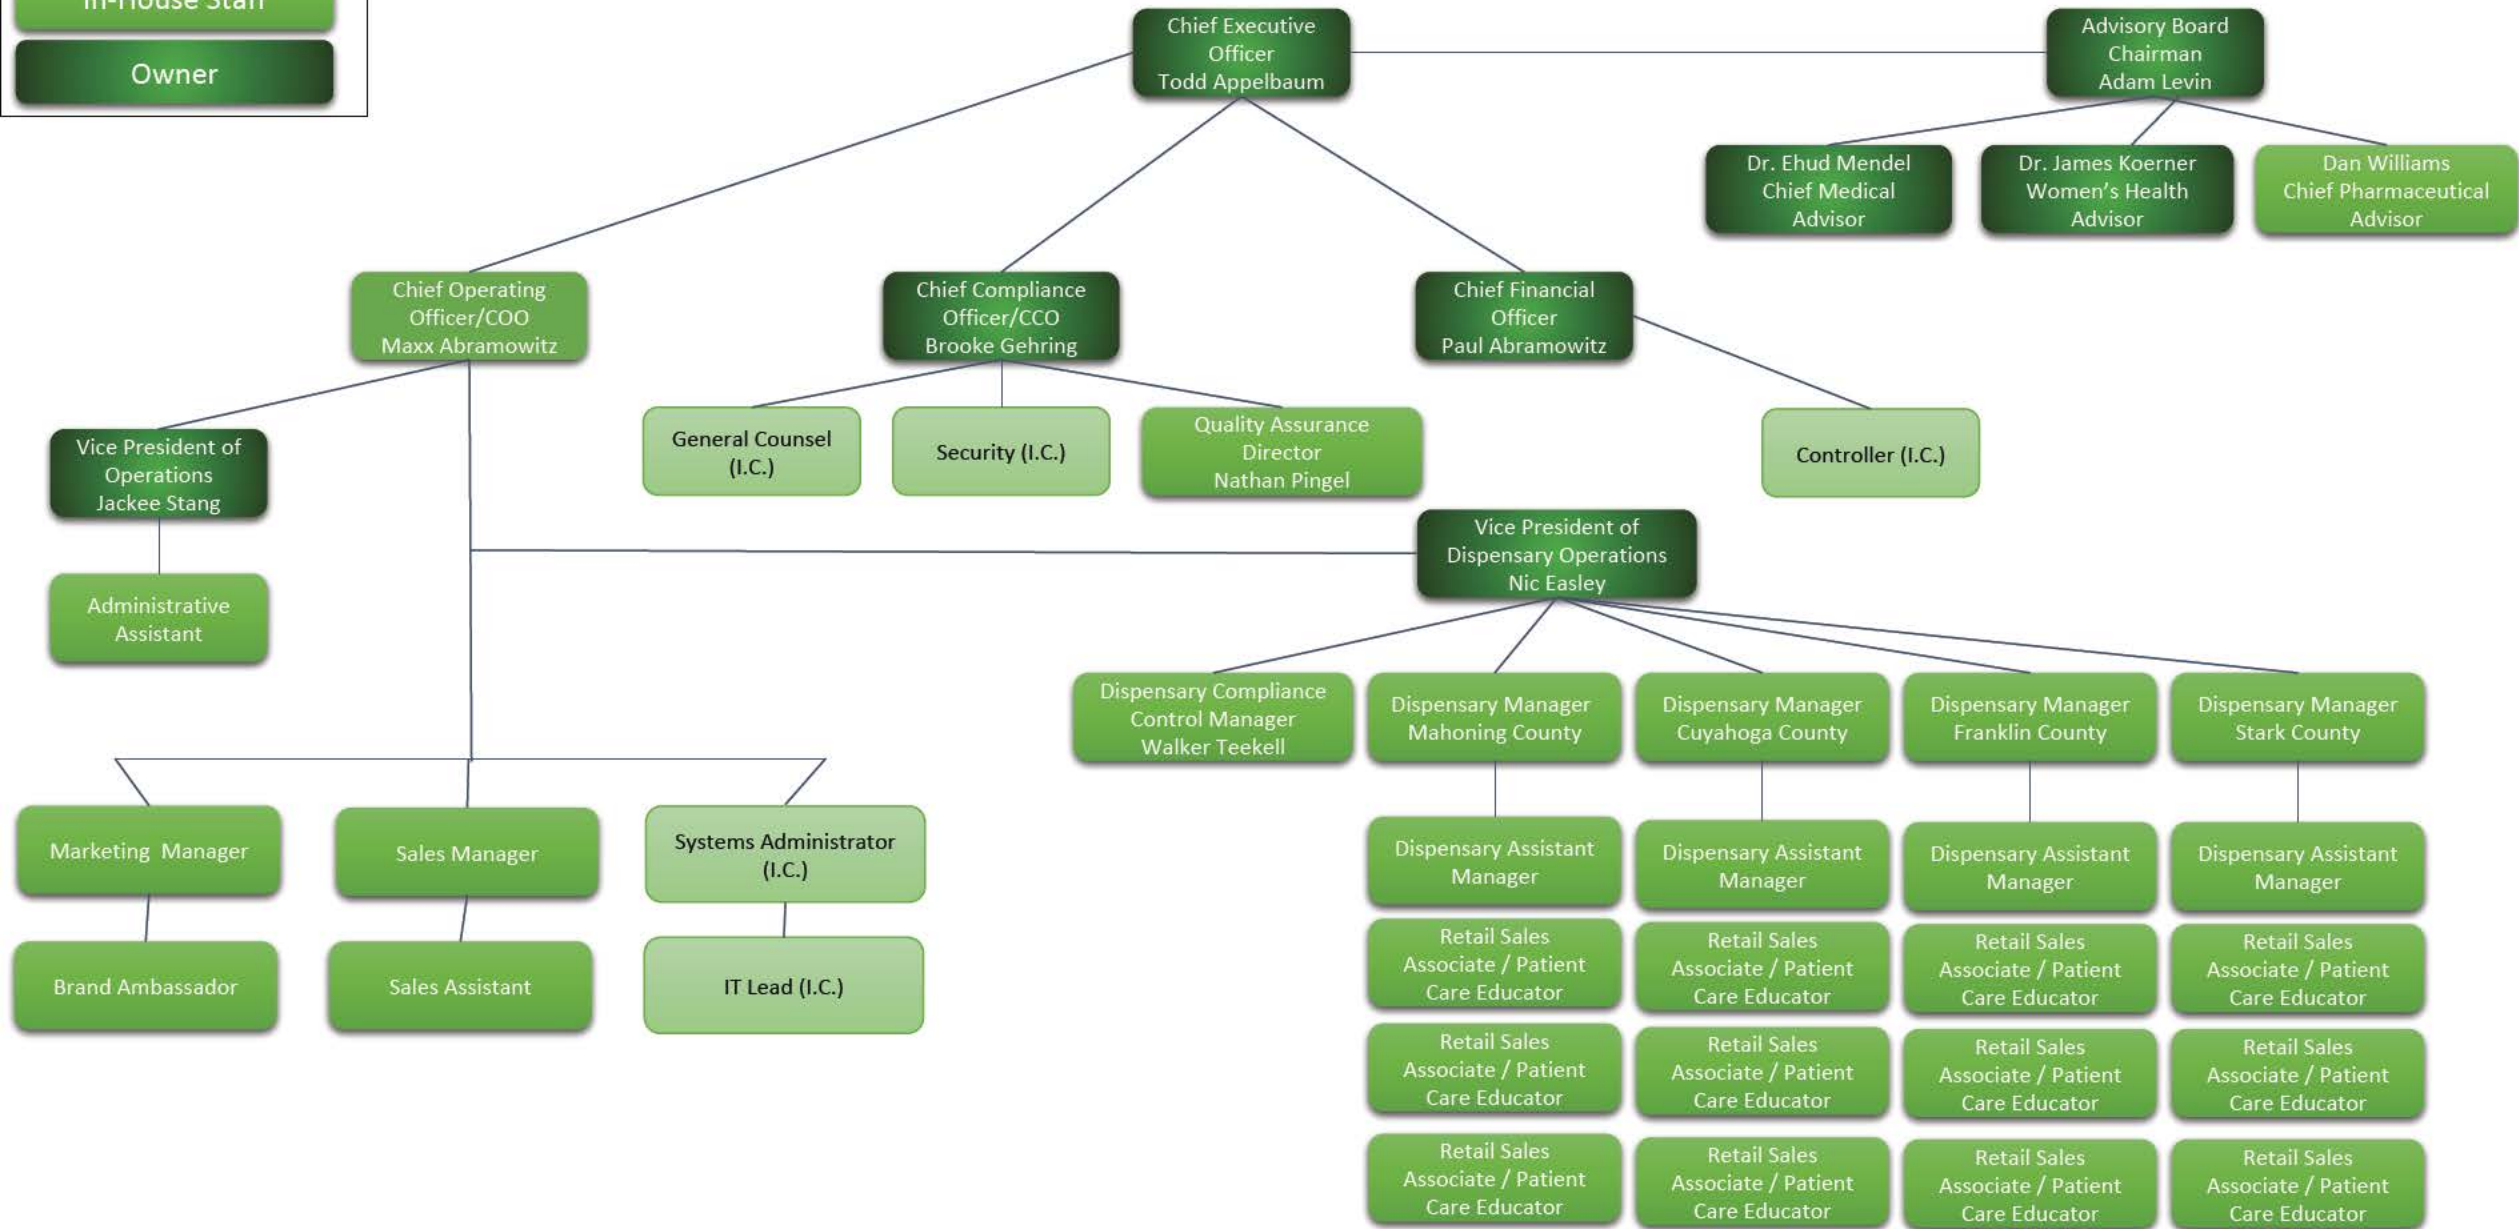 In-House Staff
Owner
Chief Executive
Officer
Todd Appelbaum
Advisory Board
Chairman
Adam Levin
Dr. Ehud Mendel
Chief Medical
Advisor
Dr. James Koerner
Women's Health
Advisor
Dan Williams
Chief Pharmaceutical
Advisor
Chief Operating
Officer/COO
Maxx Abramowitz
Chief Compliance
Officer/CCO
Brooke Gehring
Chief Financial
Officer
Paul Abramowitz
Vice President of
Operations
Jackee Stang
General Counsel
(I.C.)
Security (I.C.)
Quality Assurance
Director
Nathan Pingel
Controller (I.C.)
Vice President of
Dispensary Operations
Nic Easley
Administrative
Assistant
Dispensary Compliance
Control Manager
Walker Teekell
Dispensary Manager
Mahoning County
Dispensary Manager
Cuyahoga County
Dispensary Manager
Franklin County
Dispensary Manager
Stark County
Marketing  Manager
Sales Manager
Systems Administrator
(I.C.)
Dispensary Assistant
Manager
Dispensary Assistant
Manager
Dispensary Assistant
Manager
Dispensary Assistant
Manager
Brand Ambassador
Sales Assistant
IT Lead (I.C.)
Retail Sales
Associate / Patient
Care Educator
Retail Sales
Associate / Patient
Care Educator
Retail Sales
Associate / Patient
Care Educator
Retail Sales
Associate / Patient
Care Educator
Retail Sales
Associate / Patient
Care Educator
Retail Sales
Associate / Patient
Care Educator
Retail Sales
Associate / Patient
Care Educator
Retail Sales
Associate / Patient
Care Educator
Retail Sales
Associate / Patient
Care Educator
Retail Sales
Associate / Patient
Care Educator
Retail Sales
Associate / Patient
Care Educator
Retail Sales
Associate / Patient
Care Educator